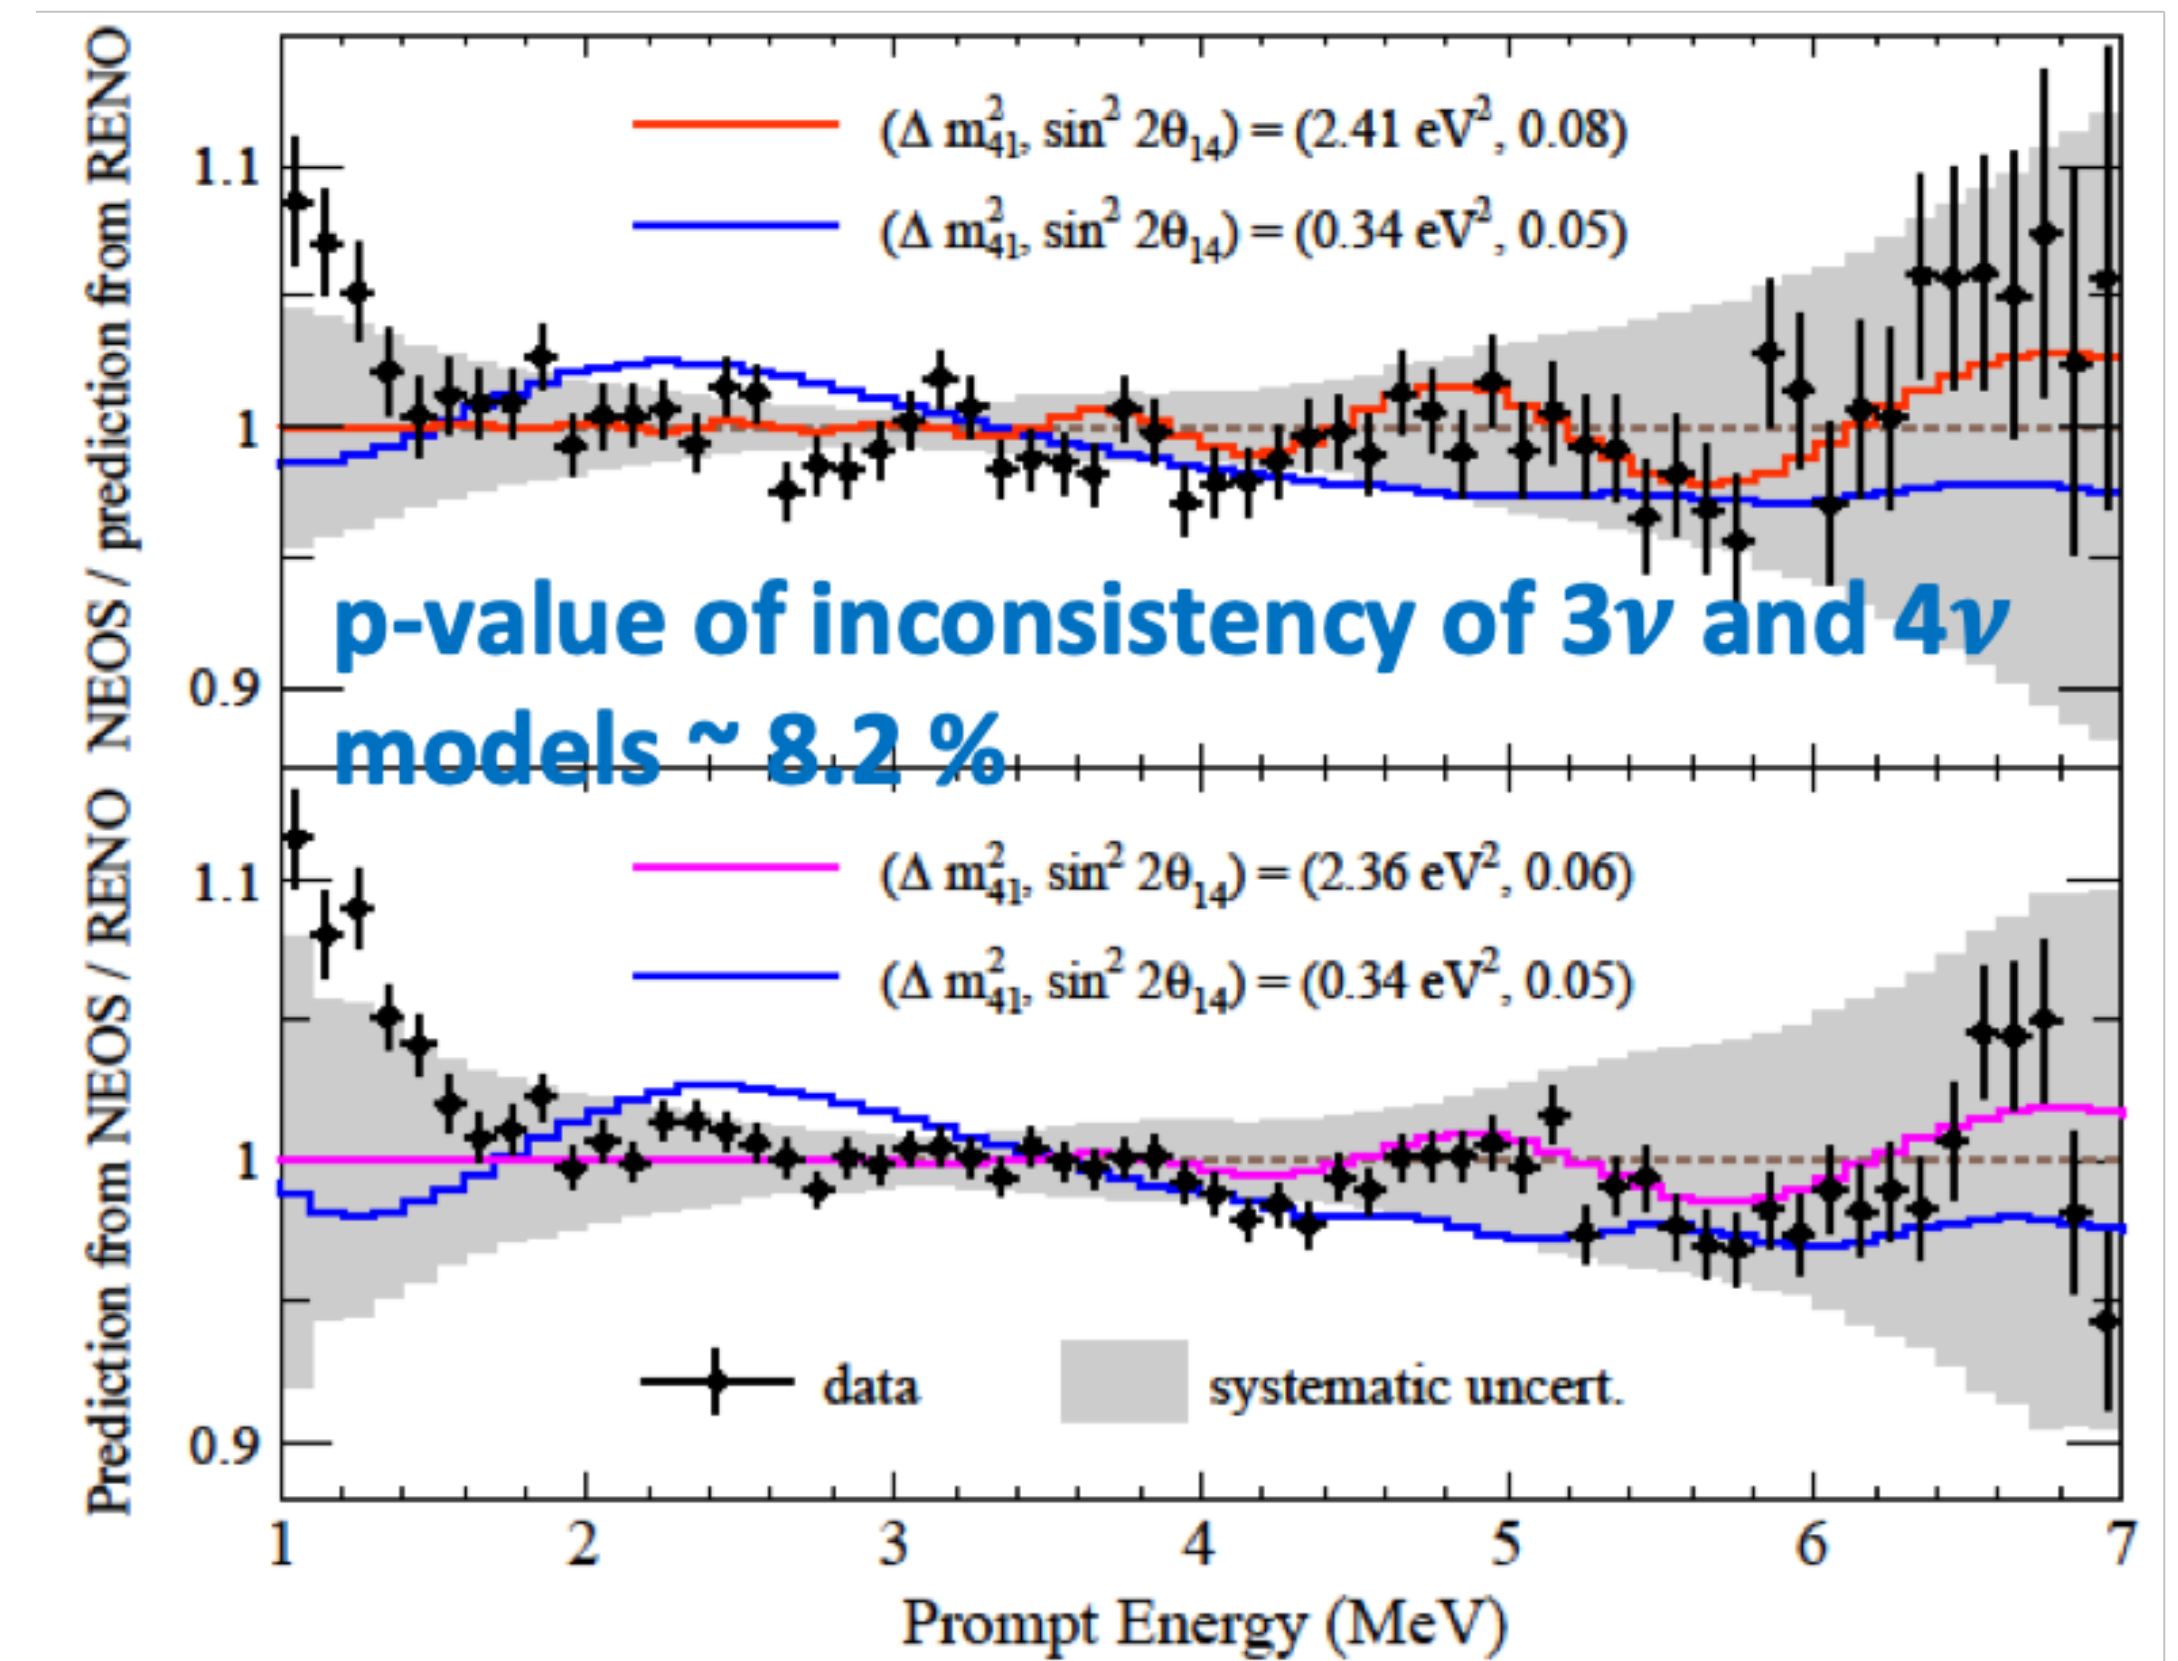 NEOS / prediction from RENO
(Δ m²₄₁, sin² 2θ₁₄) = (2.41 eV², 0.08)
(Δ m²₄₁, sin² 2θ₁₄) = (0.34 eV², 0.05)
1.1
1
0.9
p-value of inconsistency of 3ν and 4ν
models ~ 8.2 %
Prediction from NEOS / RENO
(Δ m²₄₁, sin² 2θ₁₄) = (2.36 eV², 0.06)
(Δ m²₄₁, sin² 2θ₁₄) = (0.34 eV², 0.05)
1.1
1
0.9
data systematic uncert.
1 2 3 4 5 6 7
Prompt Energy (MeV)